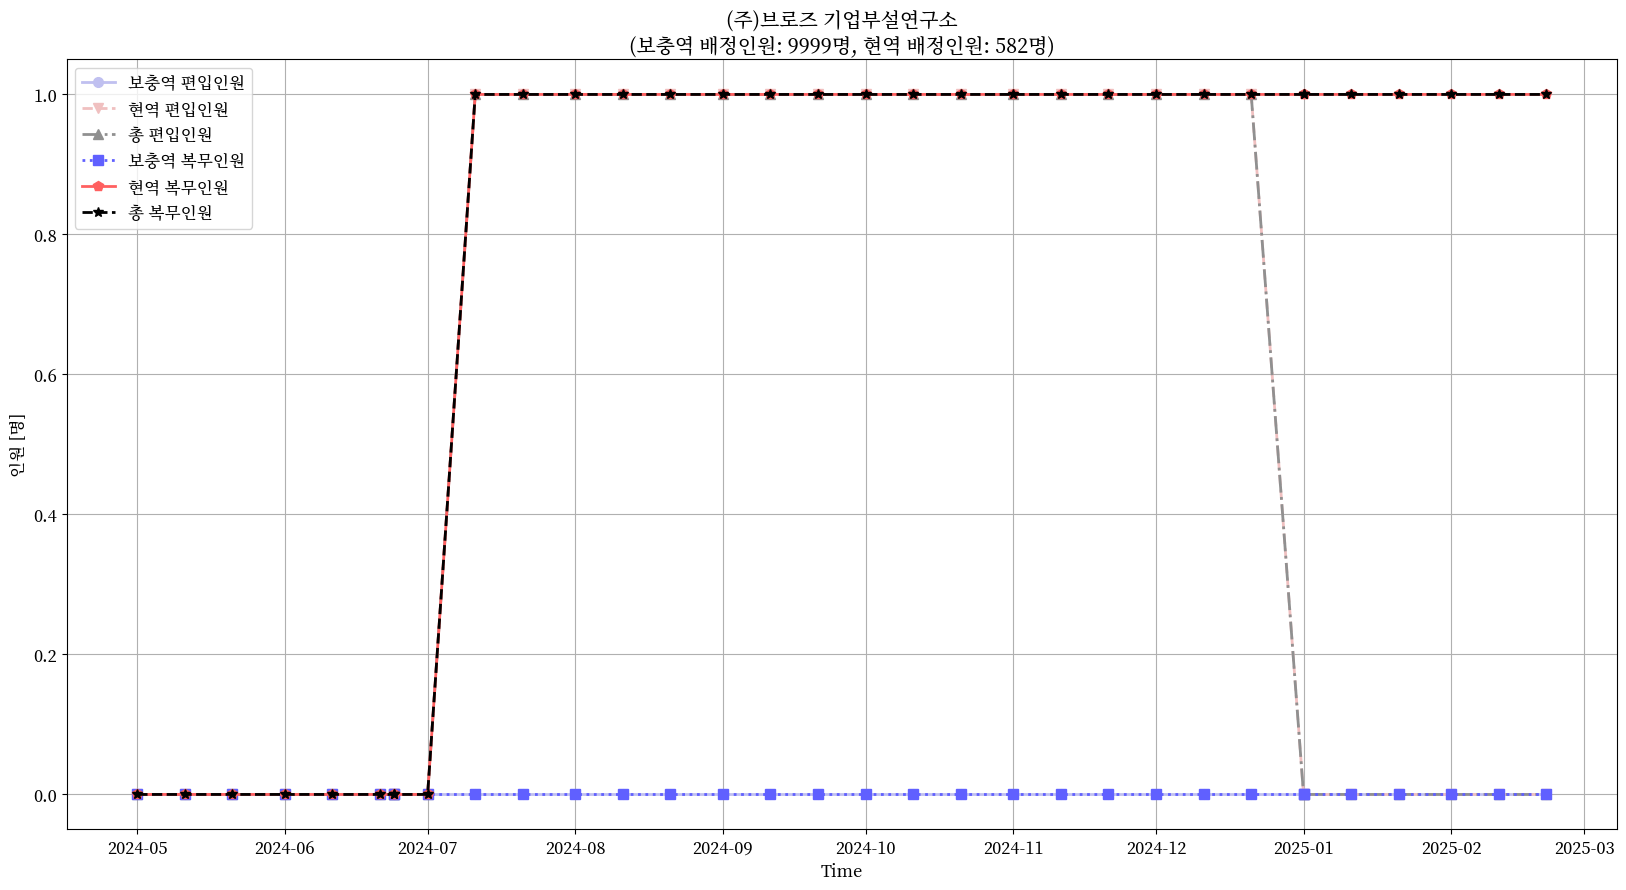 (주)브로즈 기업부설연구소
(보충역 배정인원: 9999명, 현역 배정인원: 582명)
보충역 편입인원
현역 편입인원
총 편입인원
보충역 복무인원
현역 복무인원
총 복무인원
1.0
0.8
0.6
0.4
0.2
0.0
인원 [명]
2024-05
2024-06
2024-07
2024-08
2024-09
2024-10
2024-11
2024-12
2025-01
2025-02
2025-03
Time